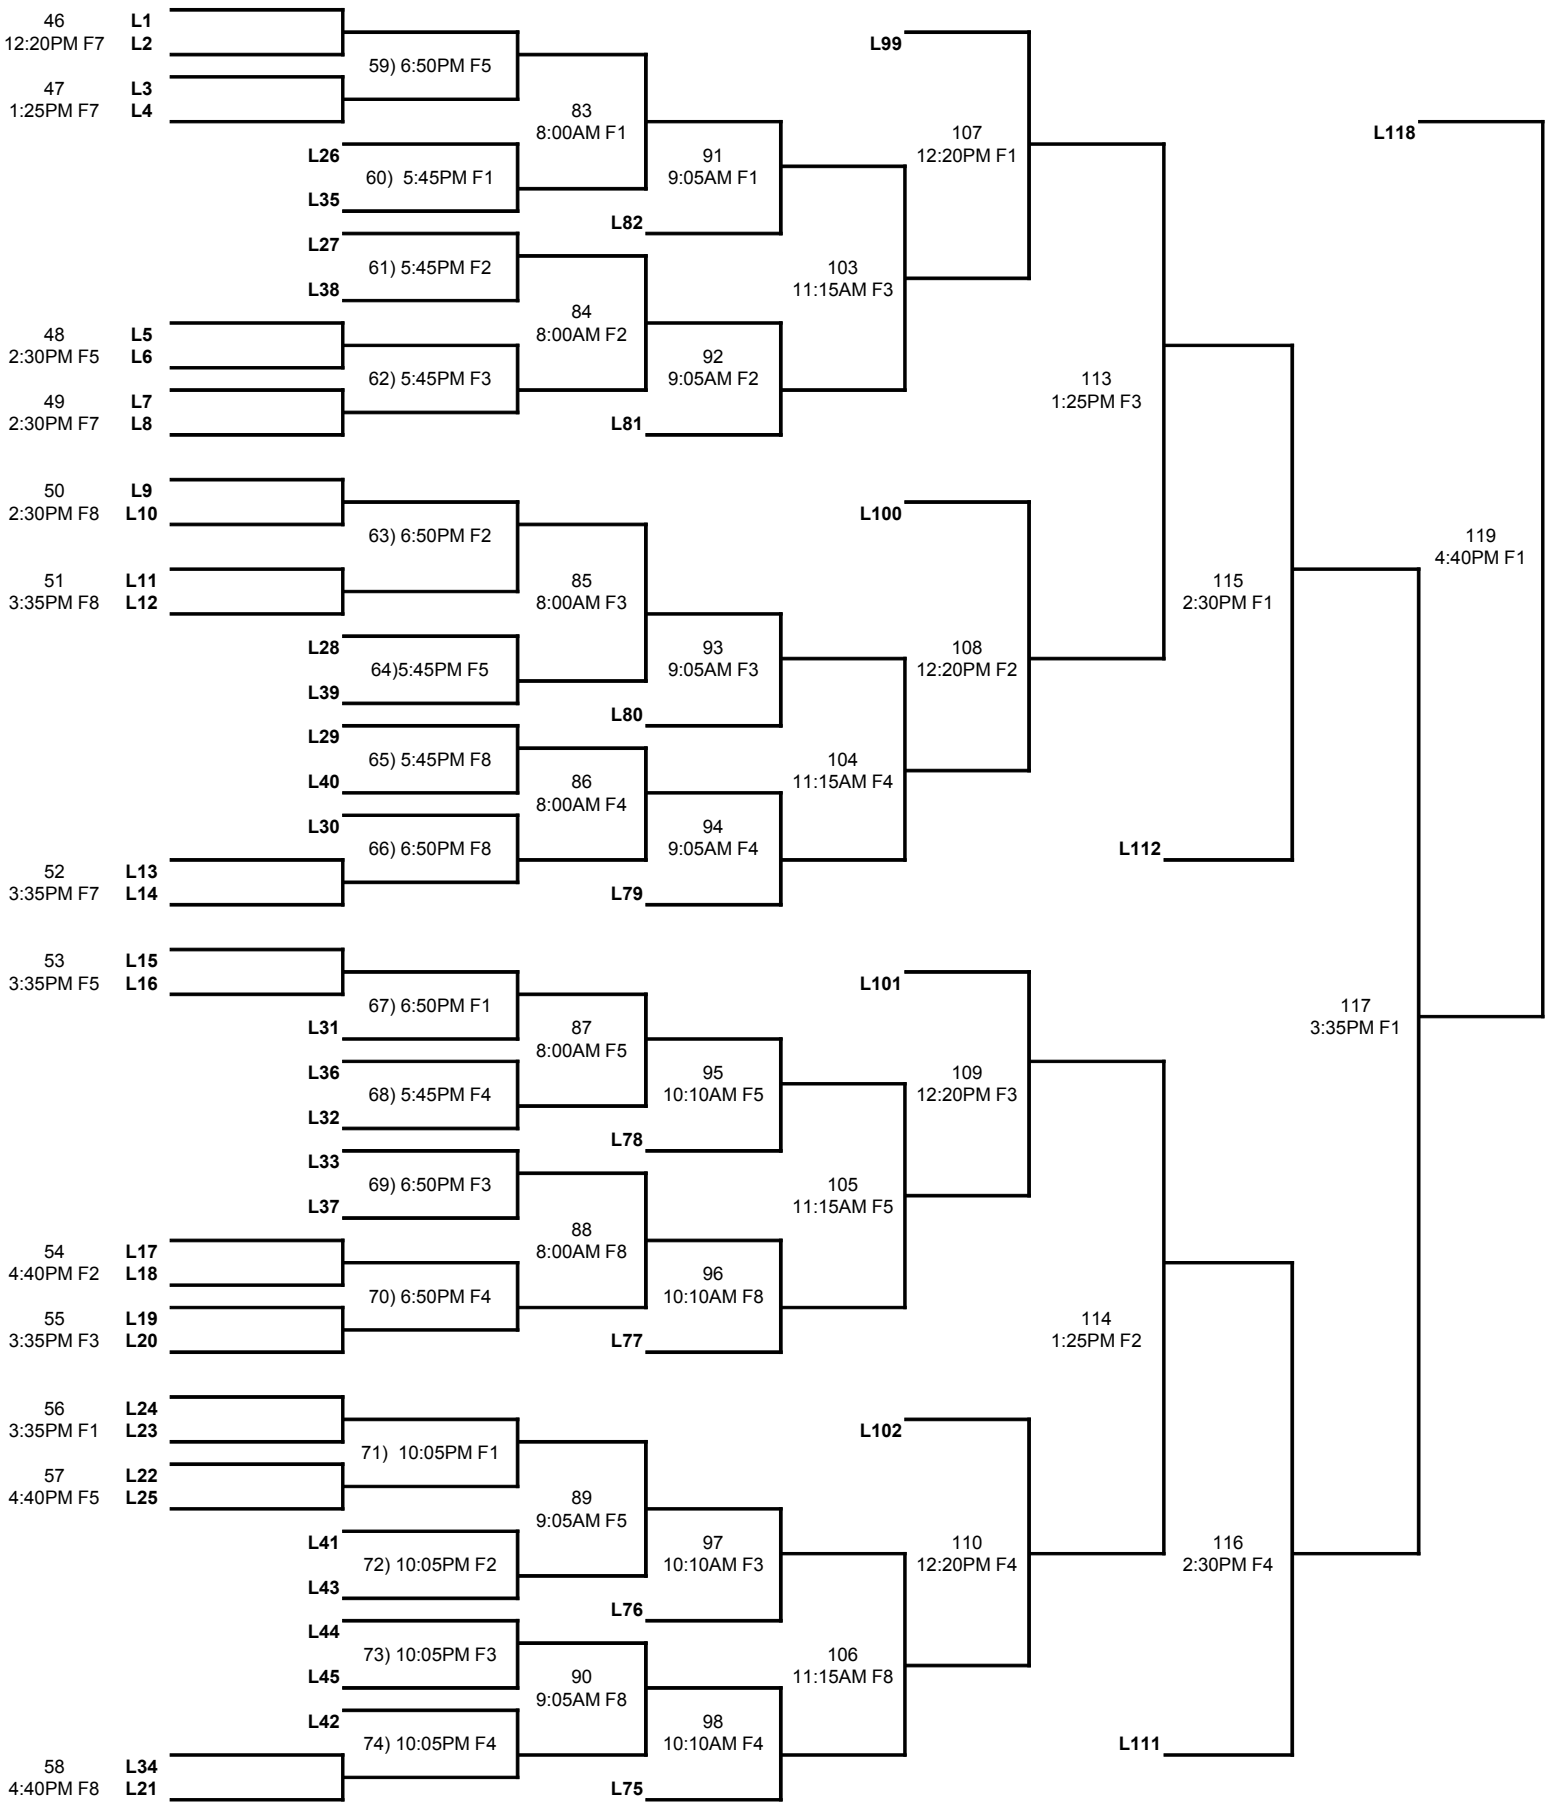 46 L1
12:20PM F7 L2
L99
59) 6:50PM F5
47 L3
1:25PM F7 L4
83
8:00AM F1
107
12:20PM F1
L118
L26
91
9:05AM F1
60) 5:45PM F1
L35
L82
L27
61) 5:45PM F2
103
11:15AM F3
L38
84
8:00AM F2
48 L5
2:30PM F5 L6
92
9:05AM F2
62) 5:45PM F3
113
1:25PM F3
49 L7
2:30PM F7 L8
L81
50 L9
2:30PM F8 L10
L100
63) 6:50PM F2
119
4:40PM F1
51 L11
3:35PM F8 L12
85
8:00AM F3
115
2:30PM F1
L28
93
9:05AM F3
108
12:20PM F2
64)5:45PM F5
L39
L80
L29
65) 5:45PM F8
104
11:15AM F4
L40
86
8:00AM F4
L30
94
9:05AM F4
66) 6:50PM F8
L112
52 L13
3:35PM F7 L14
L79
53 L15
3:35PM F5 L16
L101
67) 6:50PM F1
117
3:35PM F1
L31
87
8:00AM F5
L36
95
10:10AM F5
109
12:20PM F3
68) 5:45PM F4
L32
L78
L33
69) 6:50PM F3
105
11:15AM F5
L37
88
8:00AM F8
54 L17
4:40PM F2 L18
96
10:10AM F8
70) 6:50PM F4
55 L19
3:35PM F3 L20
L77
114
1:25PM F2
56 L24
3:35PM F1 L23
L102
71) 10:05PM F1
57 L22
4:40PM F5 L25
89
9:05AM F5
L41
97
10:10AM F3
110
12:20PM F4
116
2:30PM F4
72) 10:05PM F2
L43
L76
L44
73) 10:05PM F3
106
11:15AM F8
L45
90
9:05AM F8
L42
98
10:10AM F4
74) 10:05PM F4
L111
58 L34
4:40PM F8 L21
L75